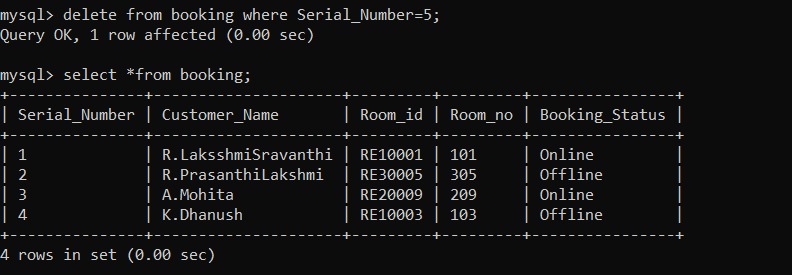 mysql> delete from booking where Serial_Number=5;
Query OK, 1 row affected (0.00 sec)
mysql> select *from booking;
+---------------+---------------------+---------+---------+----------------+
| Serial_Number | Customer_Name       | Room_id | Room_no | Booking_Status |
+---------------+---------------------+---------+---------+----------------+
| 1             | R.LaksshmiSravanthi | RE10001 | 101     | Online         |
| 2             | R.PrasanthiLakshmi  | RE30005 | 305     | Offline        |
| 3             | A.Mohita            | RE20009 | 209     | Online         |
| 4             | K.Dhanush           | RE10003 | 103     | Offline        |
+---------------+---------------------+---------+---------+----------------+
4 rows in set (0.00 sec)